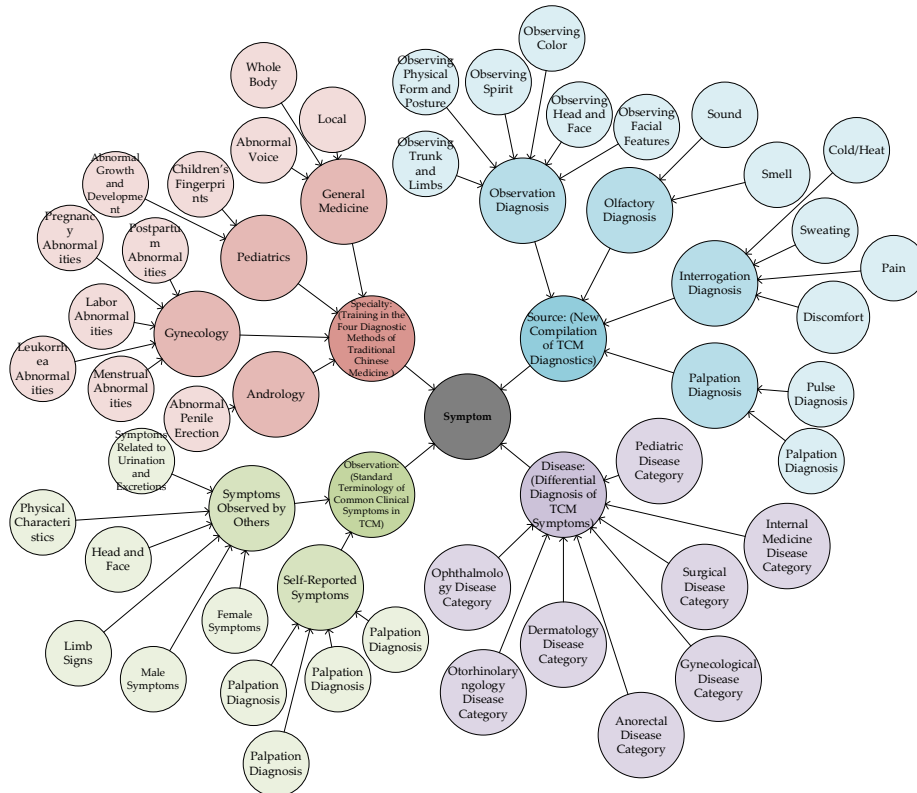 Whole
Body
Local
Abnormal
Voice
General
Medicine
Abnormal
Growth
and
Developme
nt
Children's
Fingerpri
nts
Pediatrics
Pregnanc
y
Abnormal
ities
Postpartu
m
Abnormal
ities
Labor
Abnormal
ities
Leukorrh
ea
Abnormal
ities
Menstrual
Abnormal
ities
Gynecology
Abnormal
Penile
Erection
Andrology
Specialty:
(Training in the
Four Diagnostic
Methods of
Traditional
Chinese
Medicine )
Observing
Physical
Form and
Posture
Observing
Spirit
Observing
Color
Observing
Head and
Face
Observing
Facial
Features
Observing
Trunk
and
Limbs
Observation
Diagnosis
Sound
Smell
Olfactory
Diagnosis
Cold/Heat
Sweating
Pain
Discomfort
Interrogation
Diagnosis
Pulse
Diagnosis
Palpation
Diagnosis
Palpation
Diagnosis
Source: (New
Compilation
of TCM
Diagnostics)
Symptom
Symptoms
Related to
Urination
and
Excretions
Physical
Characteri
stics
Head and
Face
Limb
Signs
Male
Symptoms
Female
Symptoms
Symptoms
Observed by
Others
Observation:
(Standard
Terminology of
Common Clinical
Symptoms in
TCM)
Self-Reported
Symptoms
Palpation
Diagnosis
Palpation
Diagnosis
Palpation
Diagnosis
Palpation
Diagnosis
Disease:
(Differential
Diagnosis of
TCM
Symptoms)
Pediatric
Disease
Category
Internal
Medicine
Disease
Category
Surgical
Disease
Category
Gynecological
Disease
Category
Anorectal
Disease
Category
Dermatology
Disease
Category
Otorhinolary
ngology
Disease
Category
Ophthalmolo
gy Disease
Category